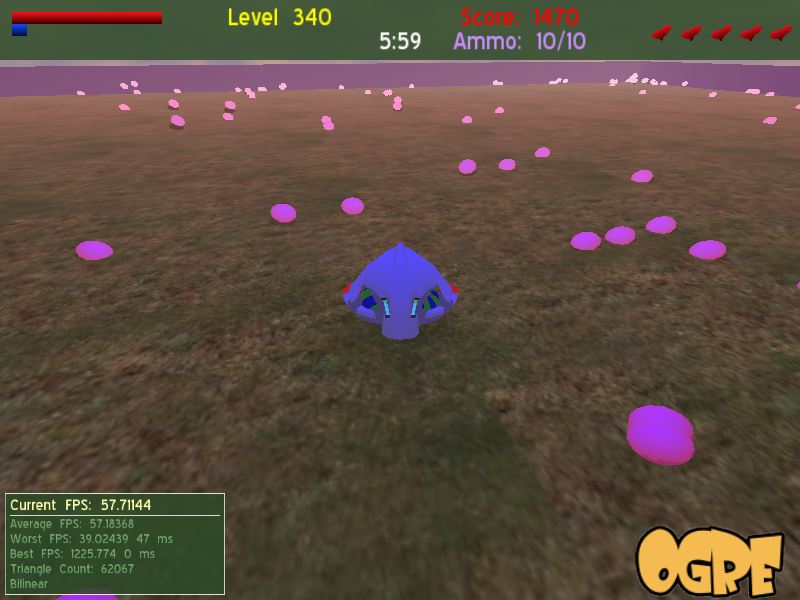 Level 340
Score: 1470
5:59
Ammo: 10/10
Current FPS: 57.71144
Average FPS: 57.18368
Worst FPS: 39.02439 47 ms
Best FPS: 1225.774 0 ms
Triangle Count: 62067
Bilinear
OGRE